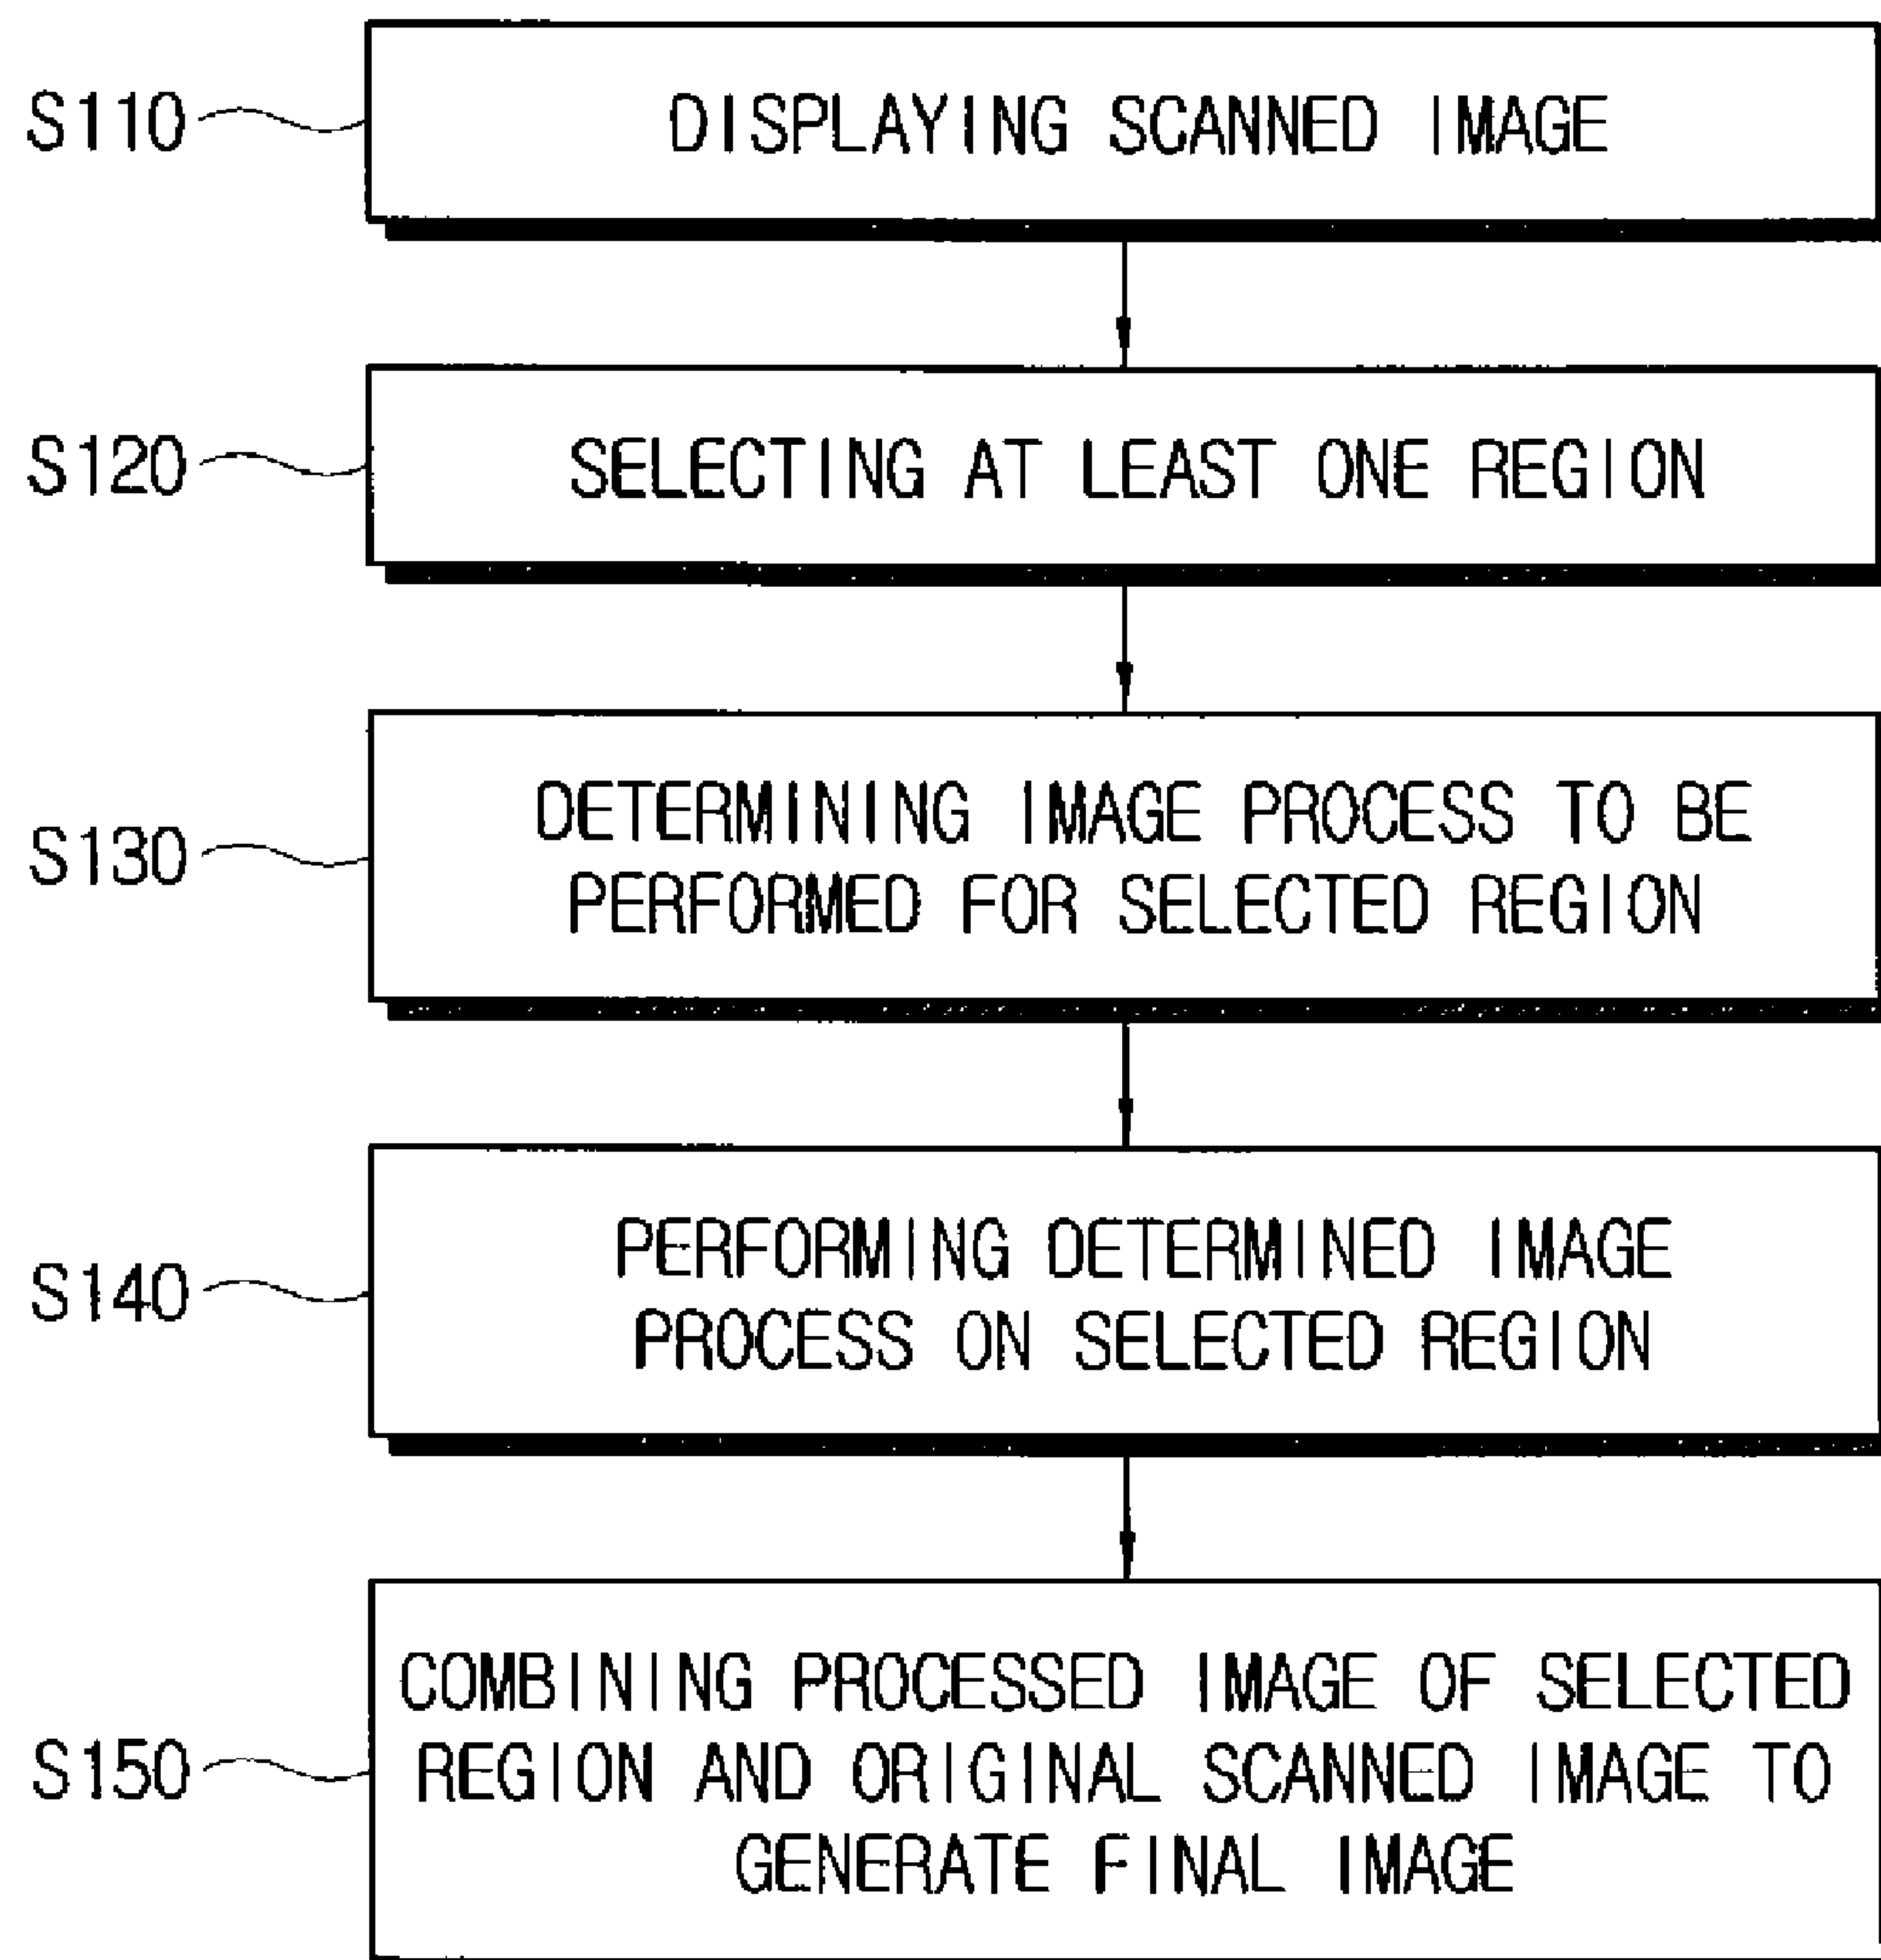 S110
DISPLAYING SCANNED IMAGE
S120
SELECTING AT LEAST ONE REGION
S130
DETERMINING IMAGE PROCESS TO BE
PERFORMED FOR SELECTED REGION
S140
PERFORMING DETERMINED IMAGE
PROCESS ON SELECTED REGION
S150
COMBINING PROCESSED IMAGE OF SELECTED
REGION AND ORIGINAL SCANNED IMAGE TO
GENERATE FINAL IMAGE